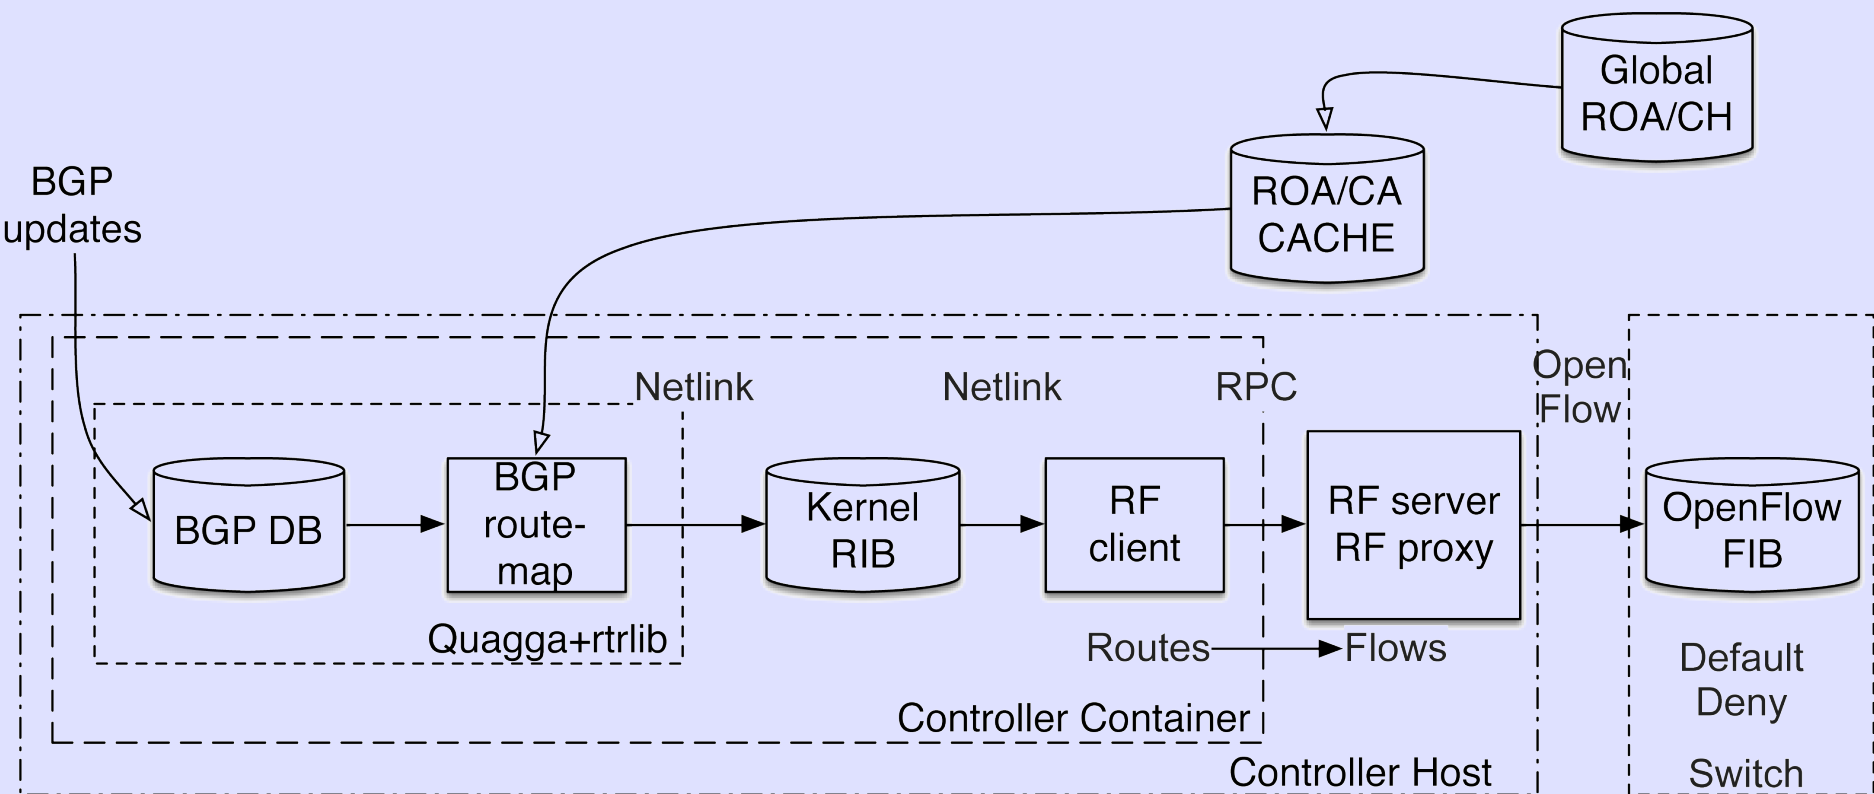 Global
ROA/CH
ROA/CA
CACHE
BGP
updates
Netlink
Netlink
RPC
Open
Flow
BGP DB
BGP
route-
map
Kernel
RIB
RF
client
RF server
RF proxy
OpenFlow
FIB
Quagga+rtrlib
Routes
Flows
Default
Deny
Controller Container
Controller Host
Switch